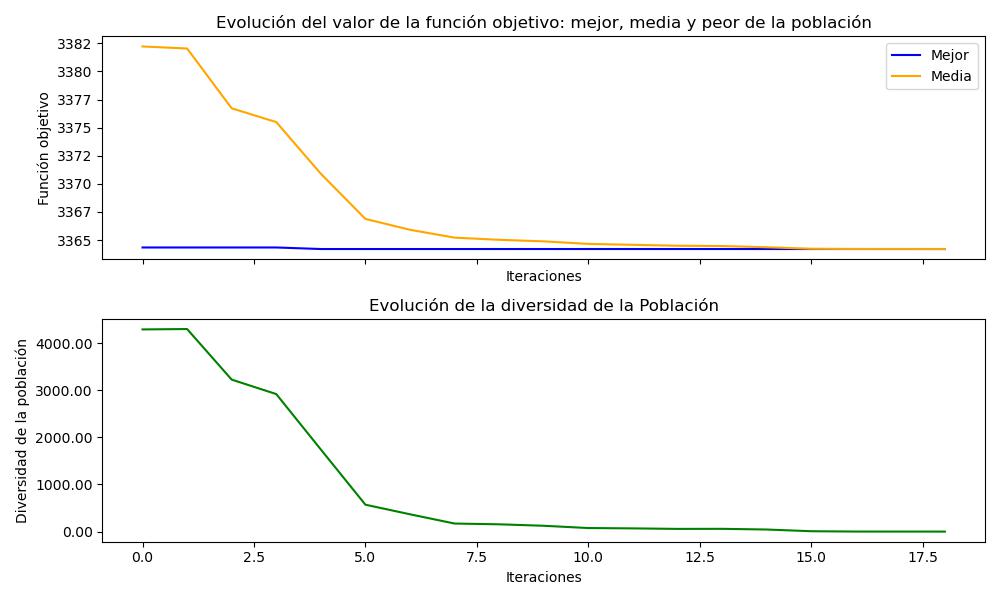 Evolución del valor de la función objetivo: mejor, media y peor de la población
3382
3380
3377
3375
3372
3370
3367
3365
Función objetivo
Mejor
Media
Iteraciones
Evolución de la diversidad de la Población
4000.00
3000.00
2000.00
1000.00
0.00
Diversidad de la población
0.0 2.5 5.0 7.5 10.0 12.5 15.0 17.5
Iteraciones